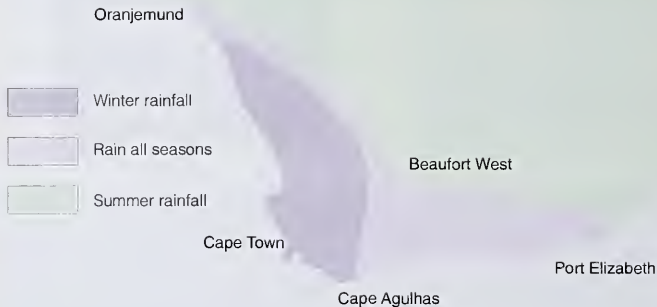 Oranjemund
Winter rainfall
Rain all seasons
Beaufort West
Summer rainfall
Cape Town
Port Elizabeth
Cape Agulhas